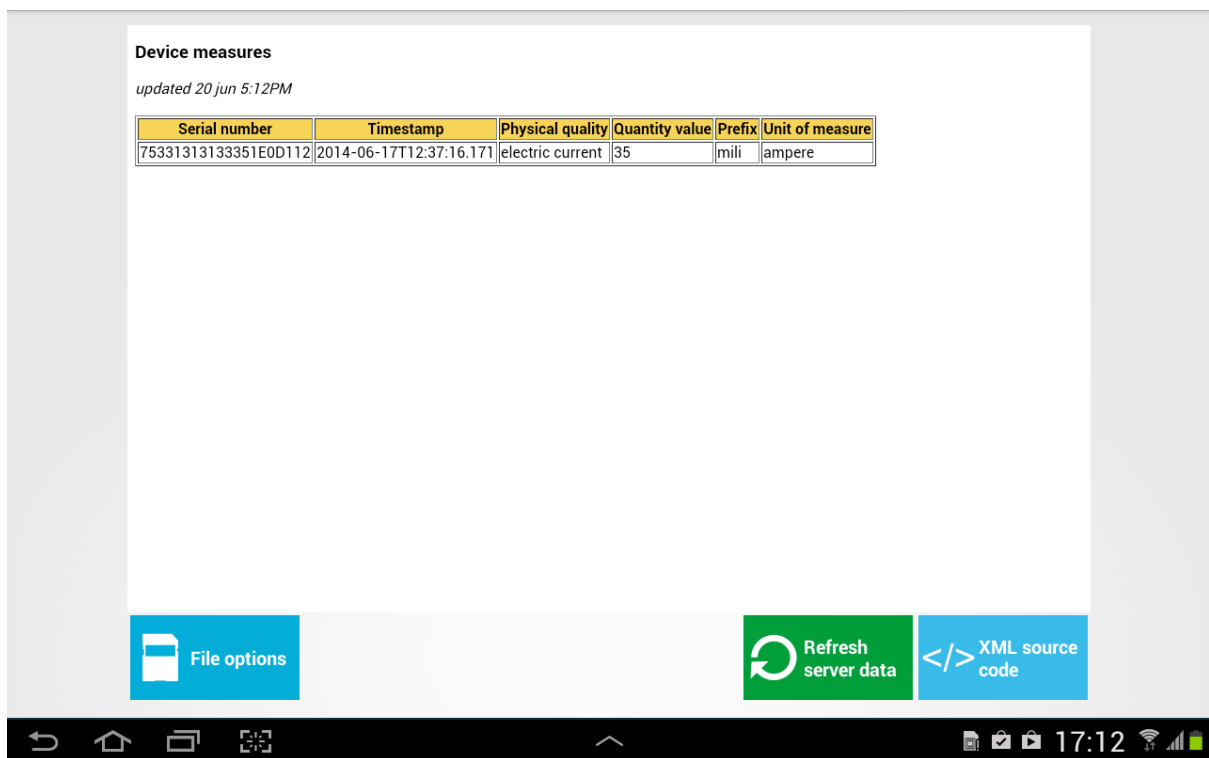 Device measures
updated 20 jun 5:12PM
Serial number Timestamp Physical quality Quantity value Prefix Unit of measure
75331313133351E0D112 2014-06-17T12:37:16.171 electric current 35 mili ampere
File options
Refresh
server data
</> XML source
code
17:12